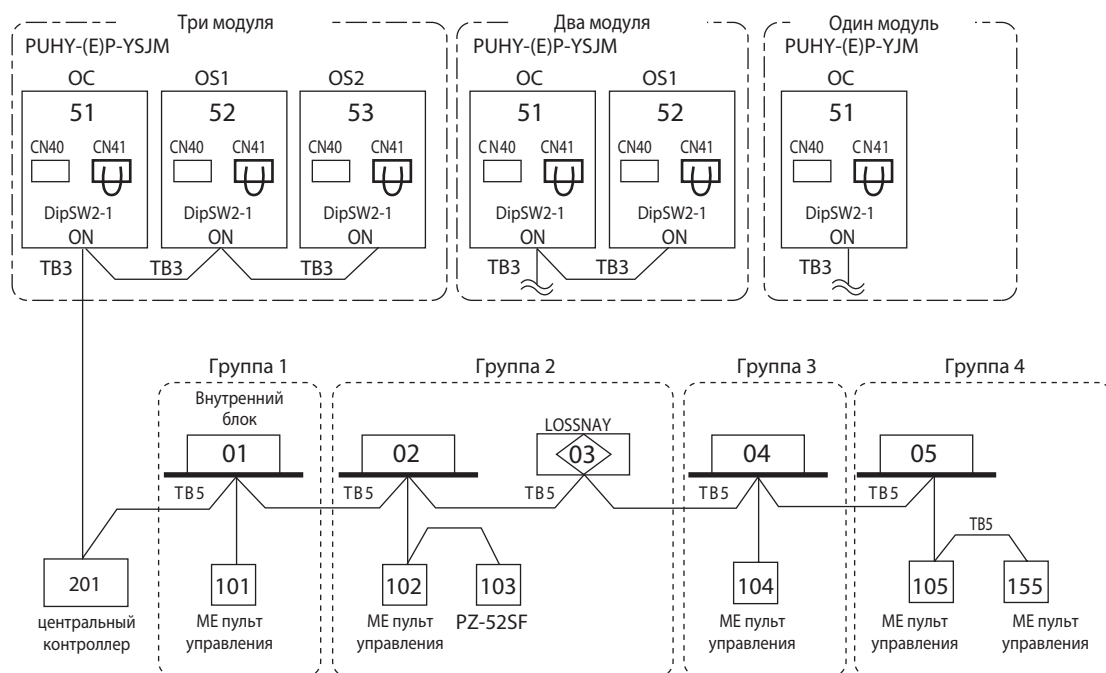 Три модуля
PUHY-(E)P-YSJM
OC OS1 OS2
51 52 53
CN40 CN41 CN40 CN41 CN40 CN41
DipSW2-1 DipSW2-1 DipSW2-1
ON ON ON
TB3 TB3 TB3
Два модуля
PUHY-(E)P-YSJM
OC OS1
51 52
CN40 CN41 CN40 CN41
DipSW2-1 DipSW2-1
ON ON
TB3 TB3
Один модуль
PUHY-(E)P-YJM
OC
51
CN40 CN41
DipSW2-1
ON
TB3
Группа 1
Внутренний
блок
01
TB5
101
МЕ пульт
управления
201
центральный
контроллер
Группа 2
LOSSNAY
02 03
TB5 TB5
102 103
МЕ пульт
управления
PZ-52SF
Группа 3
04
TB5
104
МЕ пульт
управления
Группа 4
05
TB5
TB5
105 155
МЕ пульт
управления
МЕ пульт
управления